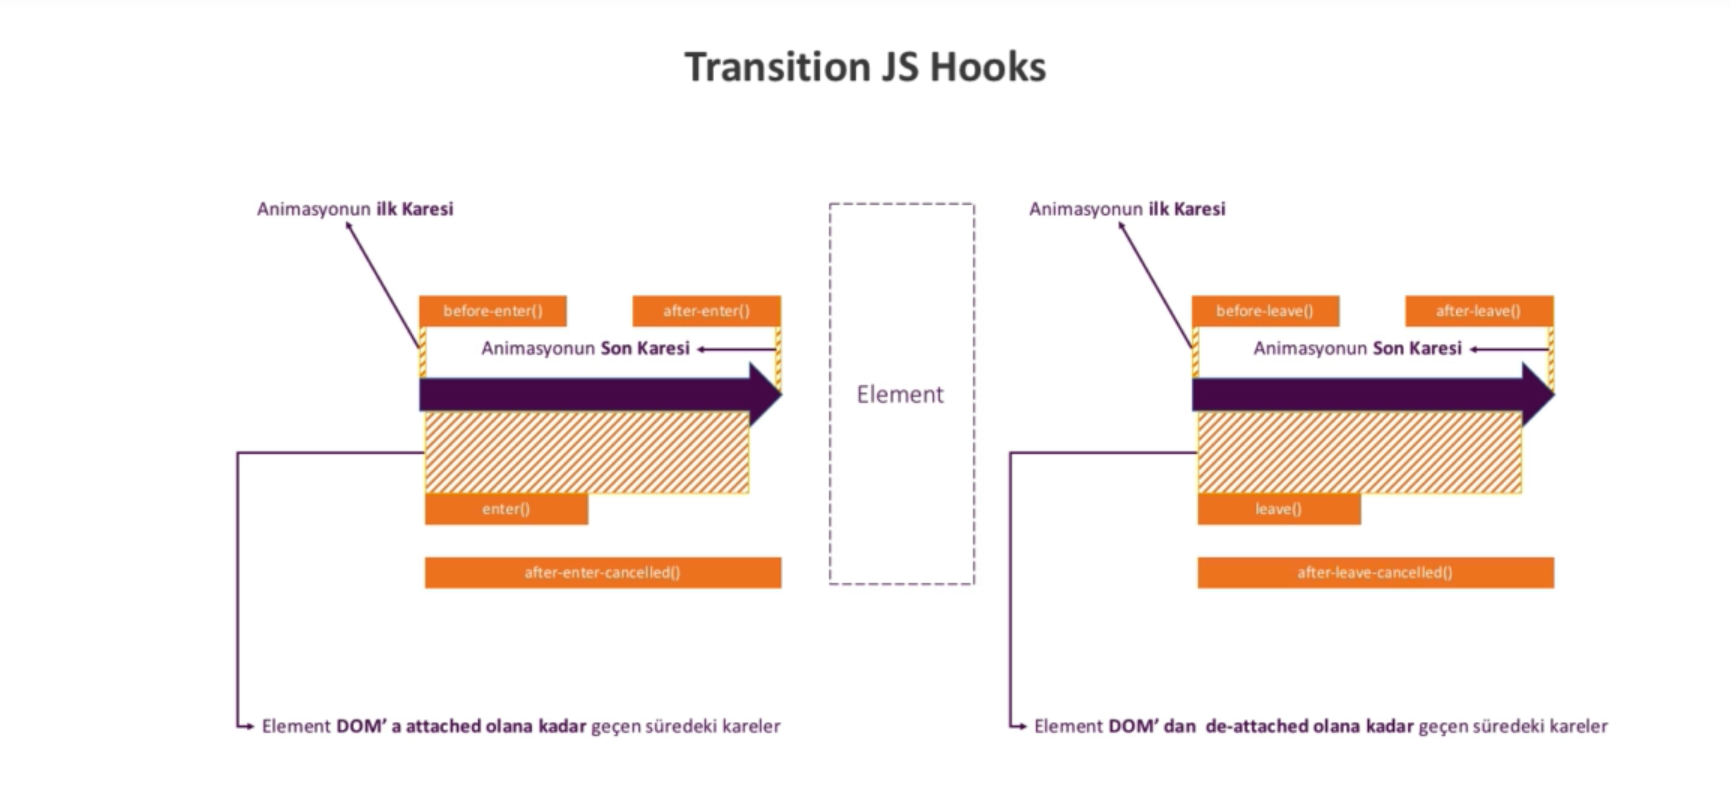 Transition JS Hooks
Animasyonun ilk Karesi
before-enter()
after-enter()
Animasyonun Son Karesi
enter()
after-enter-cancelled()
Element DOM' a attached olana kadar geçen süredeki kareler
Element
Animasyonun ilk Karesi
before-leave()
after-leave()
Animasyonun Son Karesi
leave()
after-leave-cancelled()
Element DOM' dan de-attached olana kadar geçen süredeki kareler